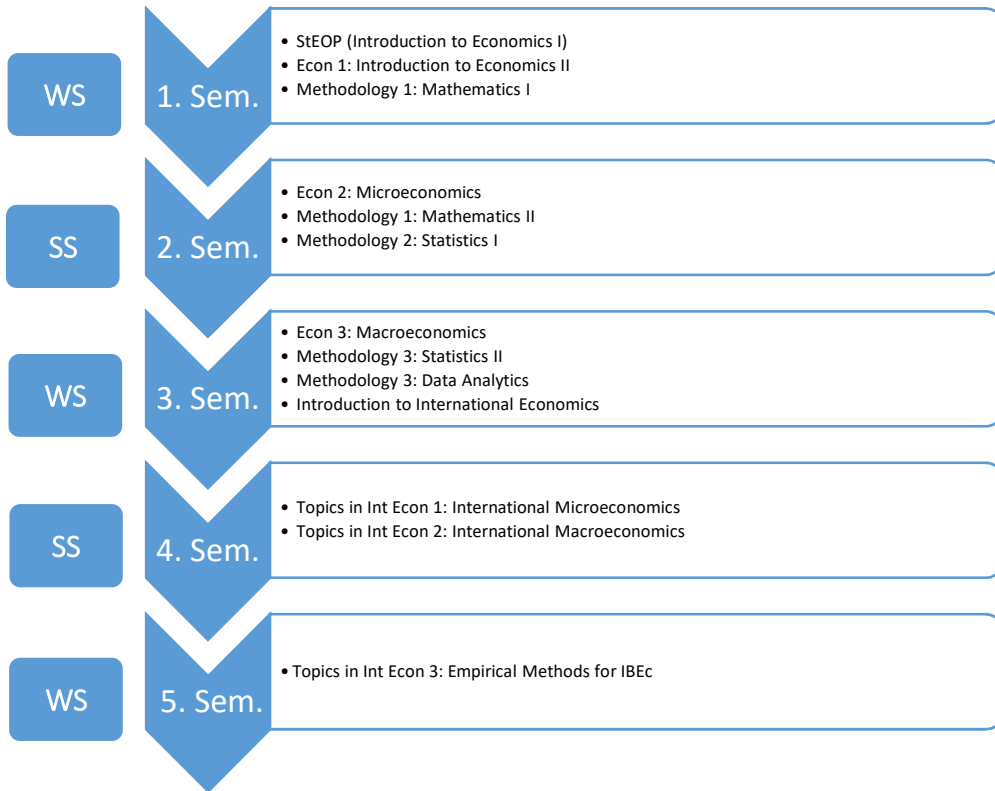 WS
1. Sem.
• StEOP (Introduction to Economics I)
• Econ 1: Introduction to Economics II
• Methodology 1: Mathematics I
SS
2. Sem.
• Econ 2: Microeconomics
• Methodology 1: Mathematics II
• Methodology 2: Statistics I
WS
3. Sem.
• Econ 3: Macroeconomics
• Methodology 3: Statistics II
• Methodology 3: Data Analytics
• Introduction to International Economics
SS
4. Sem.
• Topics in Int Econ 1: International Microeconomics
• Topics in Int Econ 2: International Macroeconomics
WS
5. Sem.
• Topics in Int Econ 3: Empirical Methods for IBEc